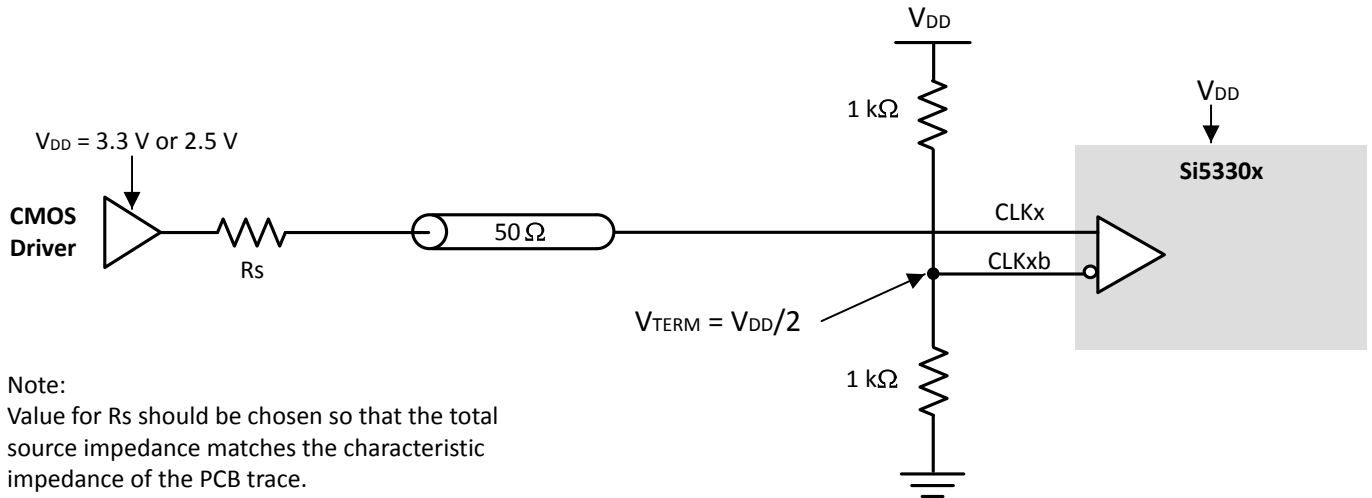 VDD
1 kΩ
VDD
VDD = 3.3 V or 2.5 V
Si5330x
CMOS
Driver
CLKx
50 Ω
Rs
CLKxb
VTERM = VDD/2
1 kΩ
Note:
Value for Rs should be chosen so that the total
source impedance matches the characteristic
impedance of the PCB trace.